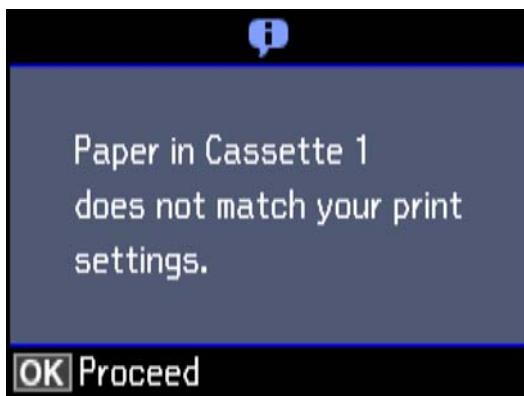 Paper in Cassette 1
does not match your print
settings.
OK Proceed